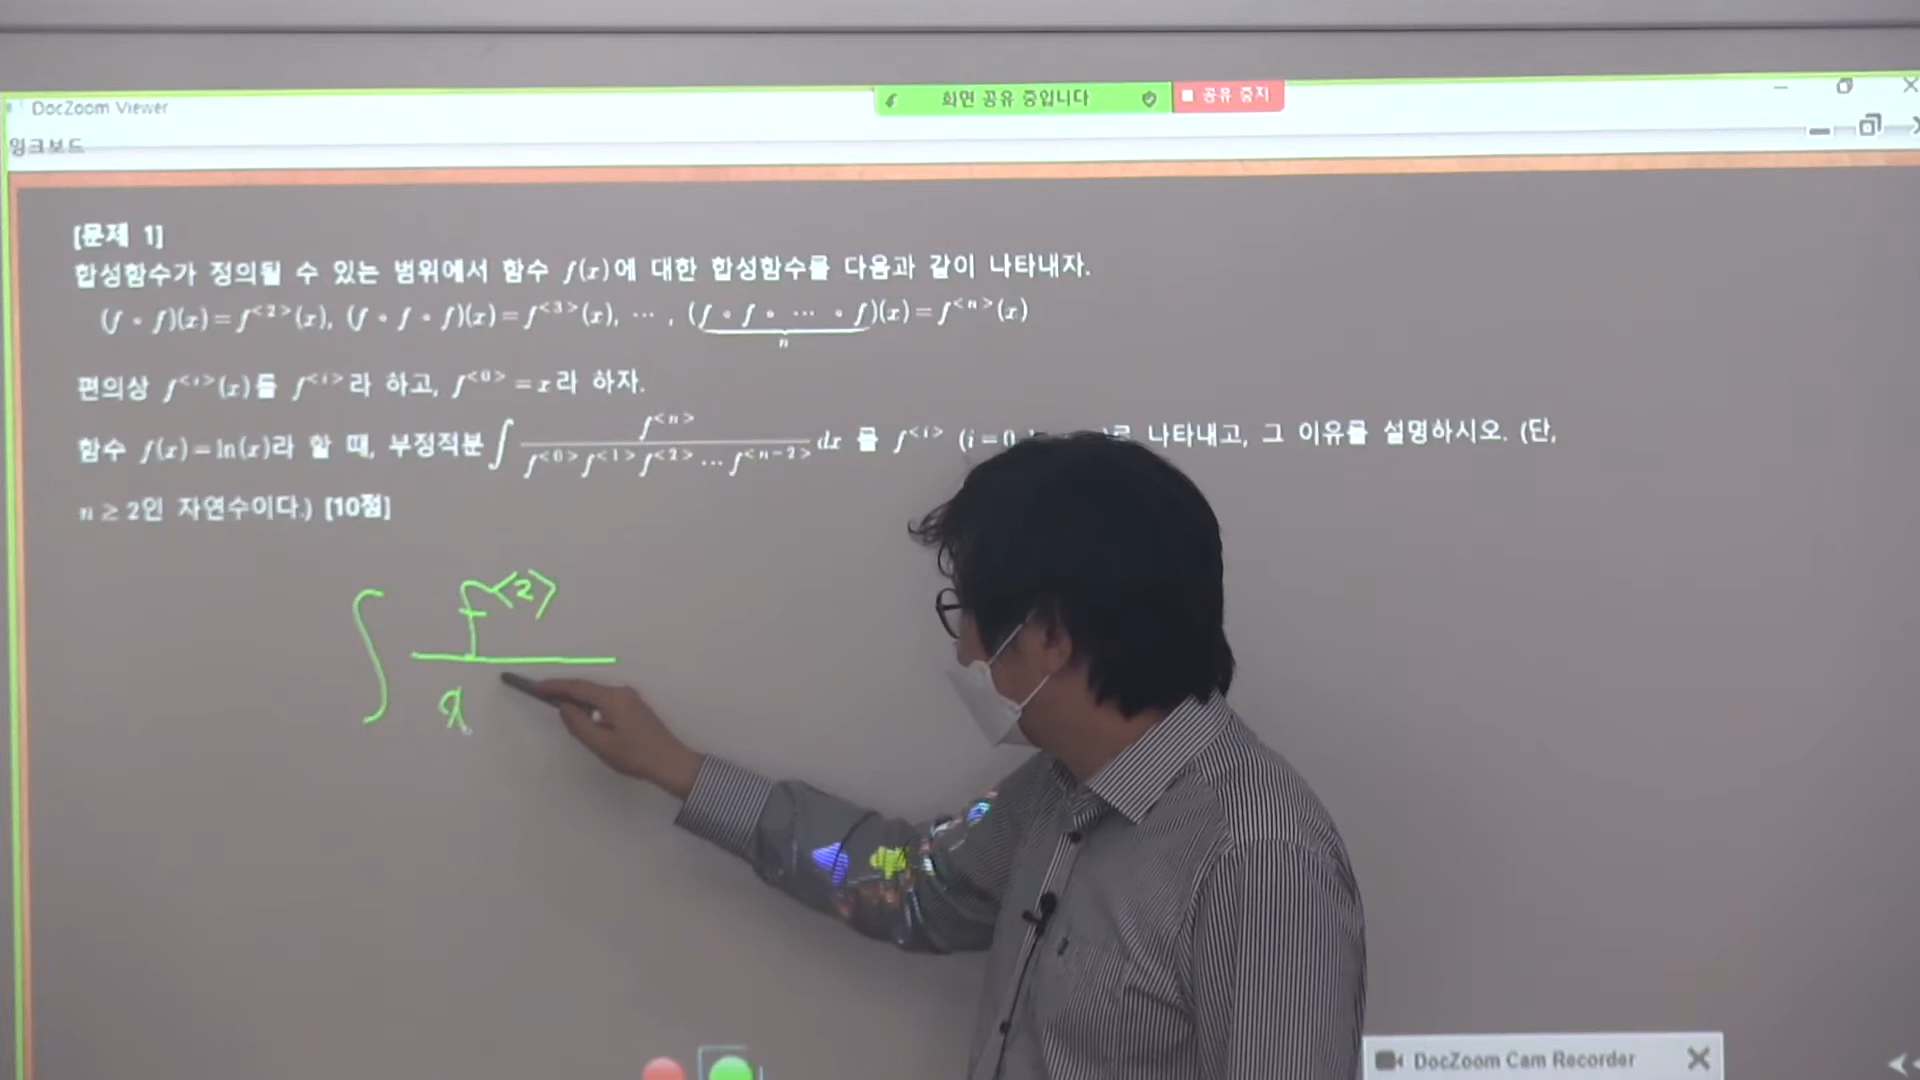 DocZoom Viewer
화면 공유 중입니다
공유 중지
윙크보드
[문제 1]
합성함수가 정의될 수 있는 범위에서 함수 f(x)에 대한 합성함수를 다음과 같이 나타내자.
(f∘f)(x)=f^{<2>}(x), (f∘f∘f)(x)=f^{<3>}(x), ⋯ , (f∘f∘ ⋯ ∘f)(x)=f^{<n>}(x)
n
편의상 f^{<i>}(x)를 f^{<i>}라 하고, f^{<0>}=x라 하자.
함수 f(x)=ln(x)라 할 때, 부정적분 ∫ f^{<n>} / (f^{<0>}f^{<1>}f^{<2>}⋯f^{<n-2>}) dx 를 f^{<i>} (i=0 나타내고, 그 이유를 설명하시오. (단,
n≥2인 자연수이다.) [10점]
∫ f^{<2>} / x
DocZoom Cam Recorder